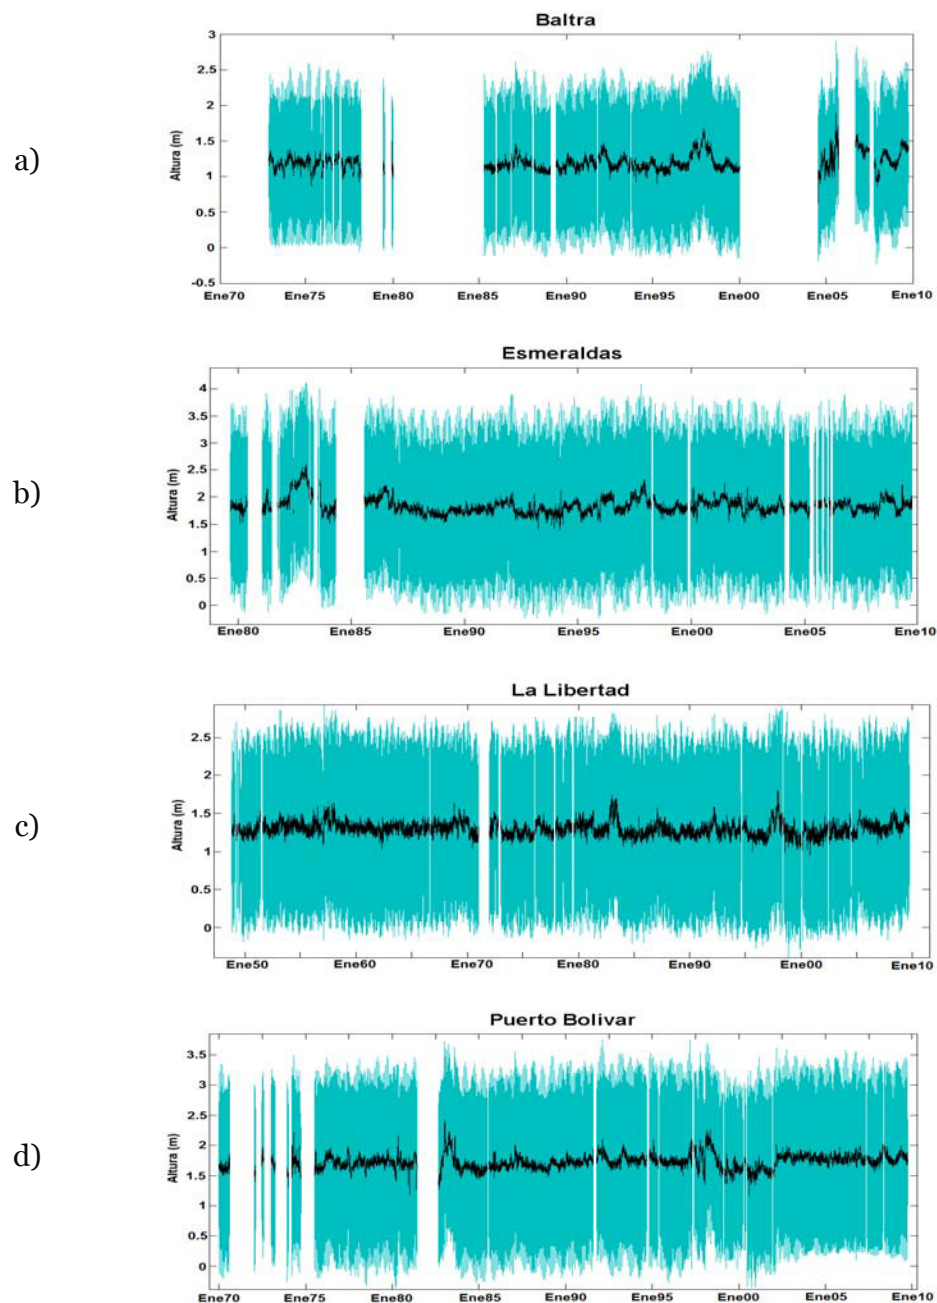 Baltra
a)
Altura (m)
3
2.5
2
1.5
1
0.5
0
-0.5
Ene70 Ene75 Ene80 Ene85 Ene90 Ene95 Ene00 Ene05 Ene10
Esmeraldas
b)
Altura (m)
4
3.5
3
2.5
2
1.5
1
0.5
0
Ene80 Ene85 Ene90 Ene95 Ene00 Ene05 Ene10
La Libertad
c)
Altura (m)
2.5
2
1.5
1
0.5
0
Ene50 Ene60 Ene70 Ene80 Ene90 Ene00 Ene10
Puerto Bolivar
d)
Altura (m)
3.5
3
2.5
2
1.5
1
0.5
0
Ene70 Ene75 Ene80 Ene85 Ene90 Ene95 Ene00 Ene05 Ene10